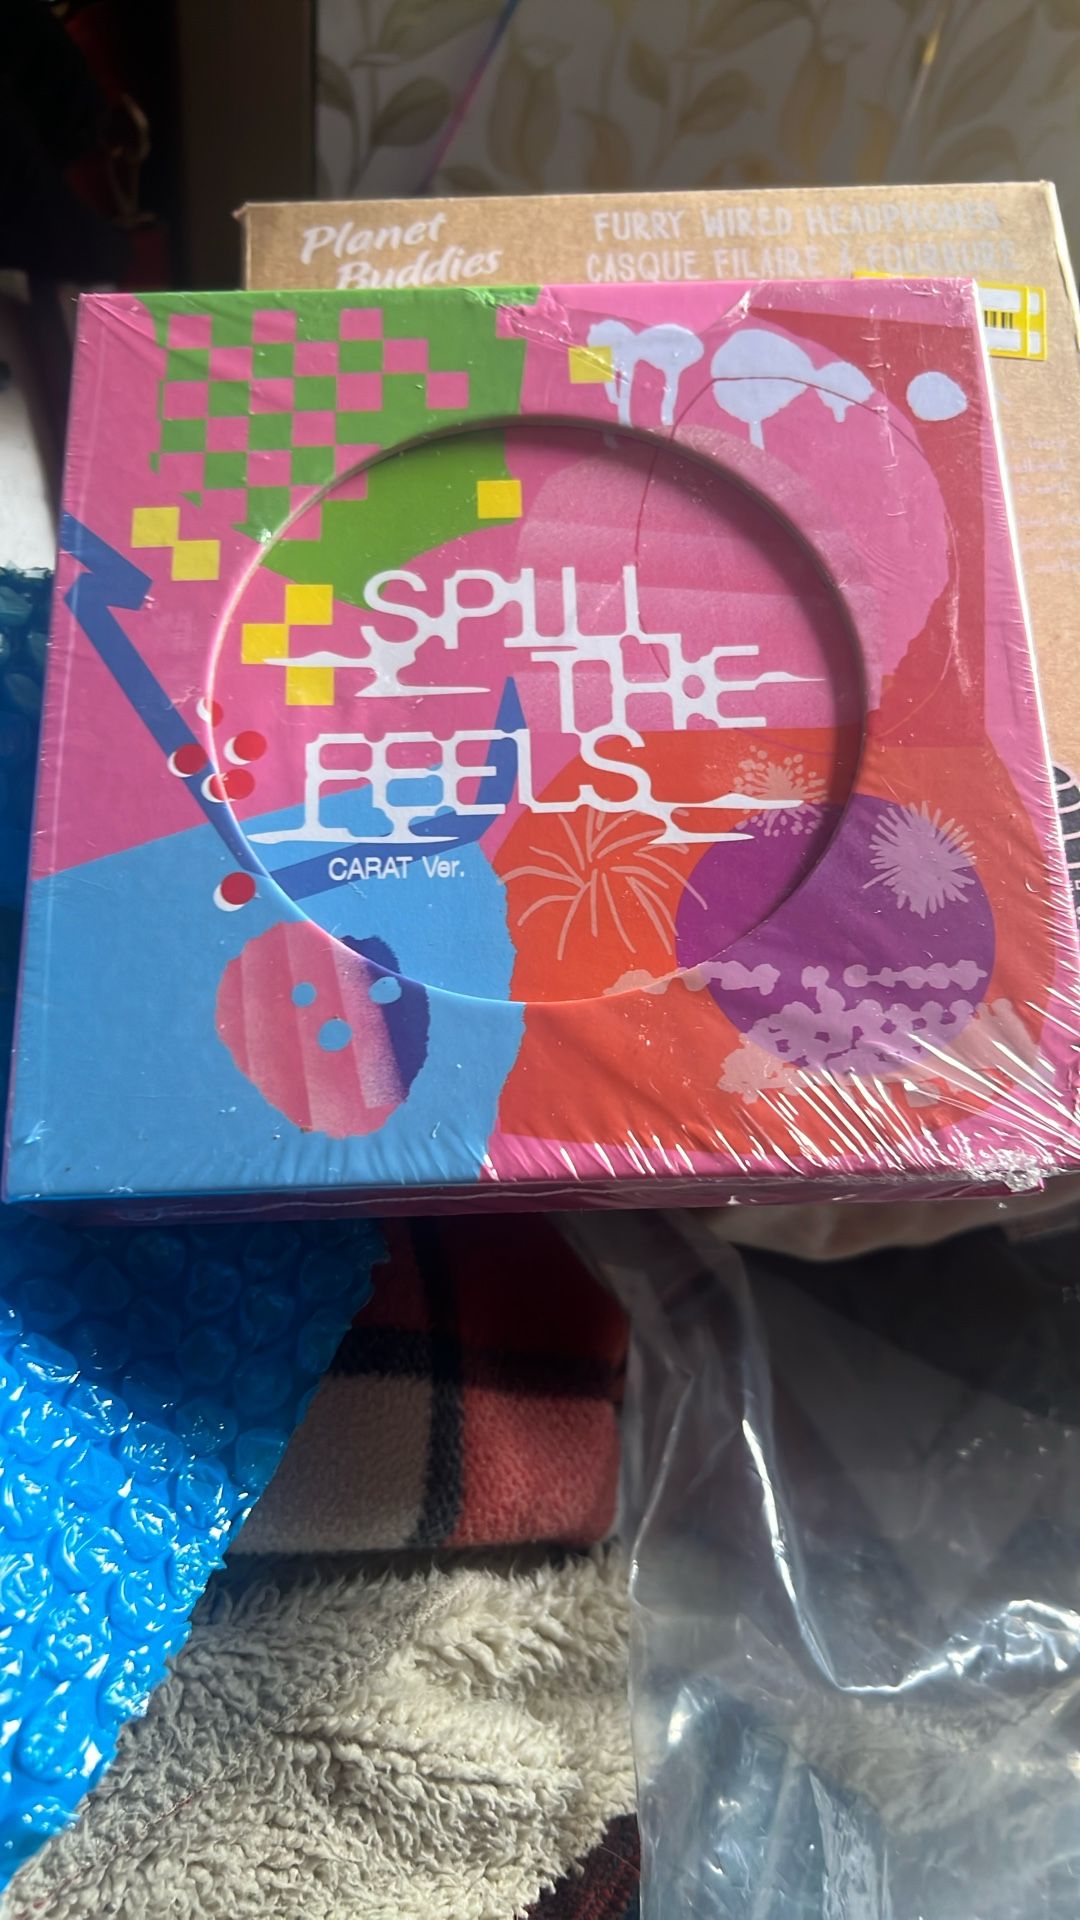 Planet
Buddies
FURRY WIRED HEADPHONES
CASQUE FILAIRE À FOURRURE
SPILL
THE
FEELS
CARAT Ver.